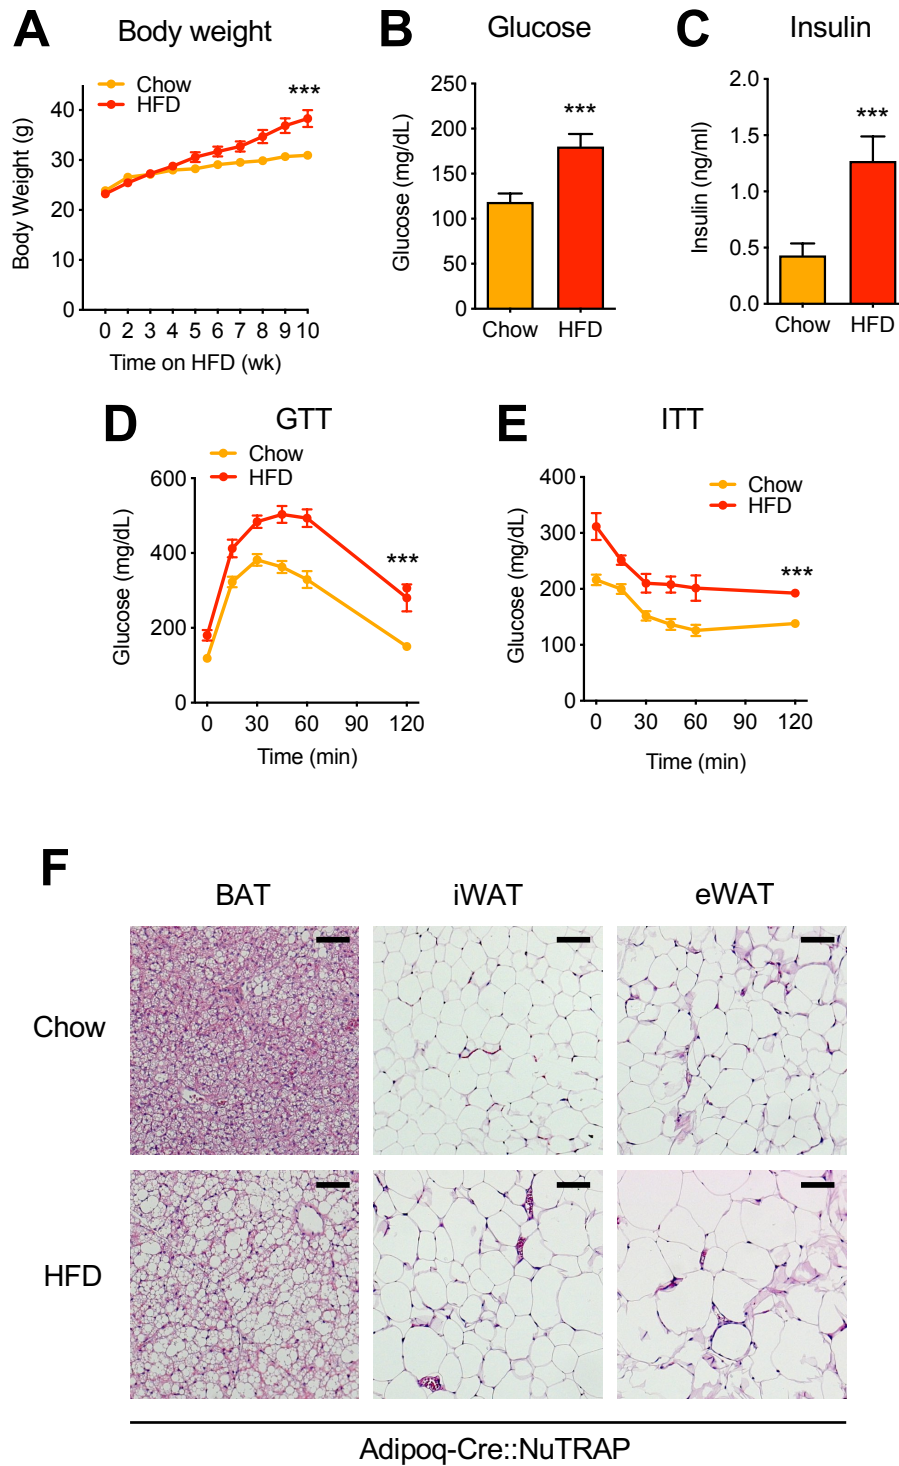 A
Body weight
Chow
HFD
***
Body Weight (g)
40
30
20
10
0
0 2 3 4 5 6 7 8 9 10
Time on HFD (wk)
B
Glucose
***
Glucose (mg/dL)
250
200
150
100
50
0
Chow HFD
C
Insulin
***
Insulin (ng/ml)
2.0
1.5
1.0
0.5
0.0
Chow HFD
D
GTT
Chow
HFD
***
Glucose (mg/dL)
600
400
200
0
0 30 60 90 120
Time (min)
E
ITT
Chow
HFD
***
Glucose (mg/dL)
400
300
200
100
0
0 30 60 90 120
Time (min)
F
BAT iWAT eWAT
Chow
HFD
Adipoq-Cre::NuTRAP